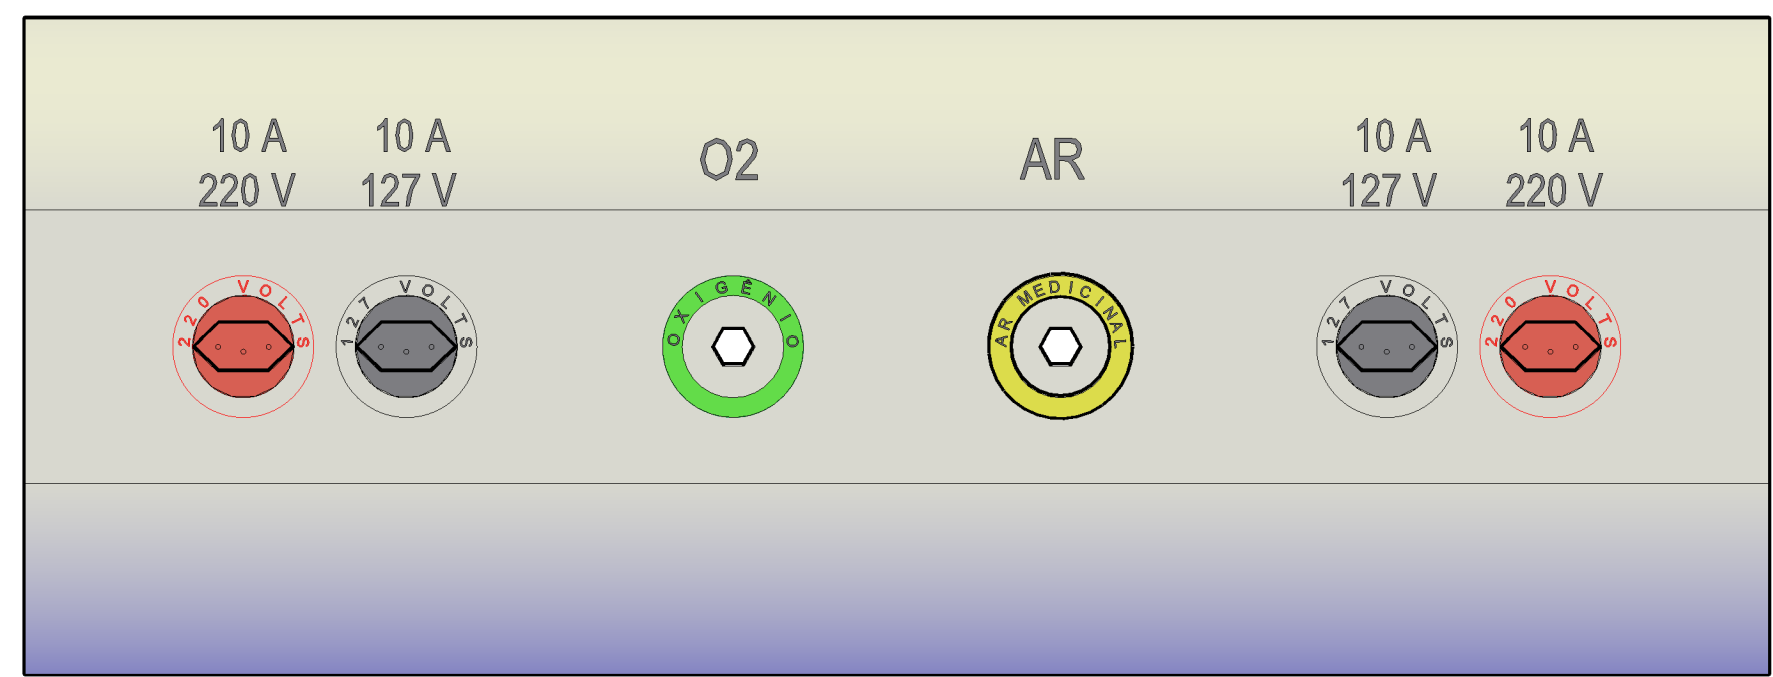 10 A
220 V
10 A
127 V
O2
AR
10 A
127 V
10 A
220 V
220 VOLTS
127 VOLTS
OXIGÊNIO
AR MEDICINAL
127 VOLTS
220 VOLTS